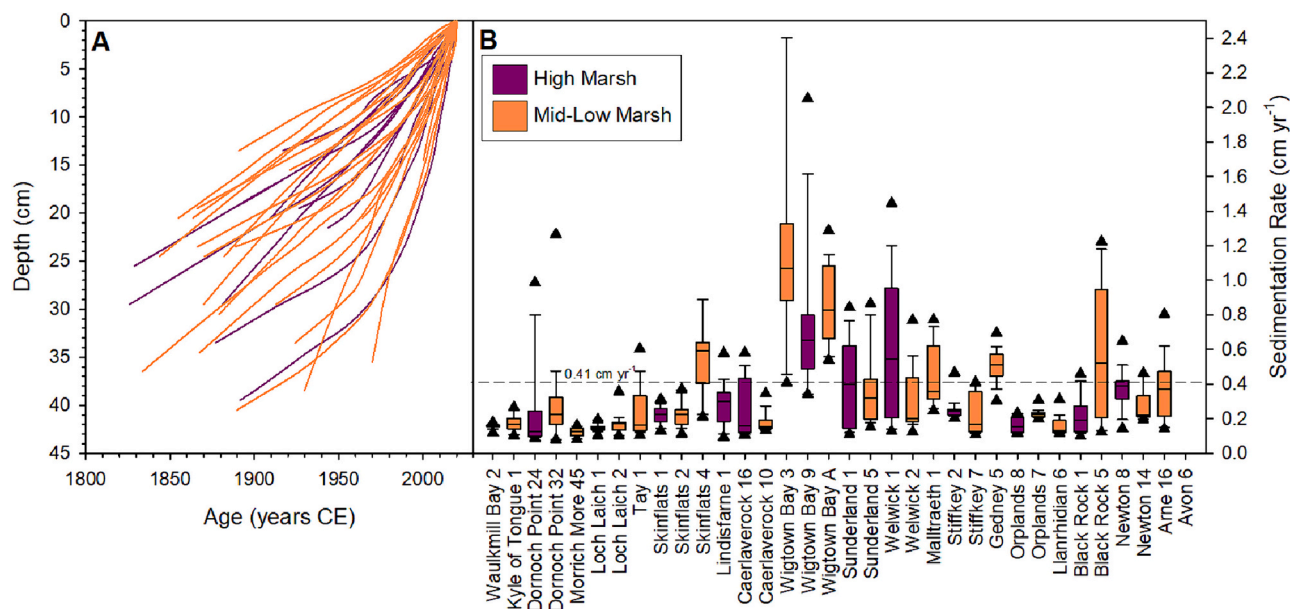 A
B
0
5
10
15
20
25
30
35
40
45
Depth (cm)
1800
1850
1900
1950
2000
Age (years CE)
High Marsh
Mid-Low Marsh
0.41 cm yr-1
2.4
2.2
2.0
1.8
1.6
1.4
1.2
1.0
0.8
0.6
0.4
0.2
0.0
Sedimentation Rate (cm yr-1)
Waulkmill Bay 2
Kyle of Tongue 1
Dornoch Point 24
Dornoch Point 32
Morrich More 45
Loch Laich 1
Loch Laich 2
Tay 1
Skinflats 1
Skinflats 2
Skinflats 4
Lindisfarne 1
Caerlaverock 16
Caerlaverock 10
Wigtown Bay 3
Wigtown Bay 9
Wigtown Bay A
Sunderland 1
Sunderland 5
Welwick 1
Welwick 2
Malltraeth 1
Stiffkey 2
Stiffkey 7
Gedney 5
Orplands 8
Orplands 7
Llanrhidian 6
Black Rock 1
Black Rock 5
Newton 8
Newton 14
Arne 16
Avon 6